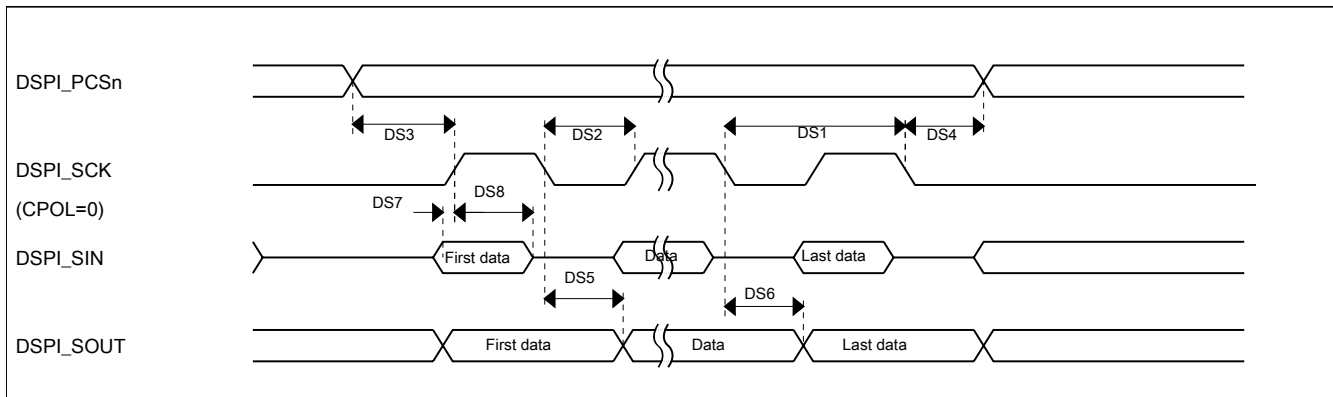 DSPI_PCSn
DS3
DS2
DS1
DS4
DSPI_SCK
(CPOL=0)
DS7
DS8
DSPI_SIN
First data
Data
Last data
DS5
DS6
DSPI_SOUT
First data
Data
Last data